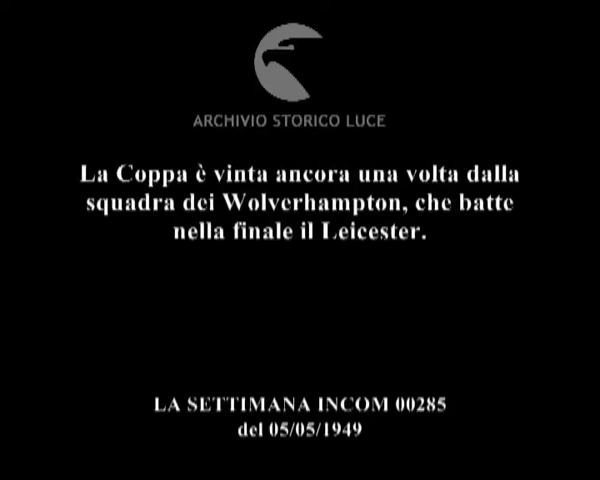 ARCHIVIO STORICO LUCE
La Coppa è vinta ancora una volta dalla
squadra dei Wolverhampton, che batte
nella finale il Leicester.
LA SETTIMANA INCOM 00285
del 05/05/1949